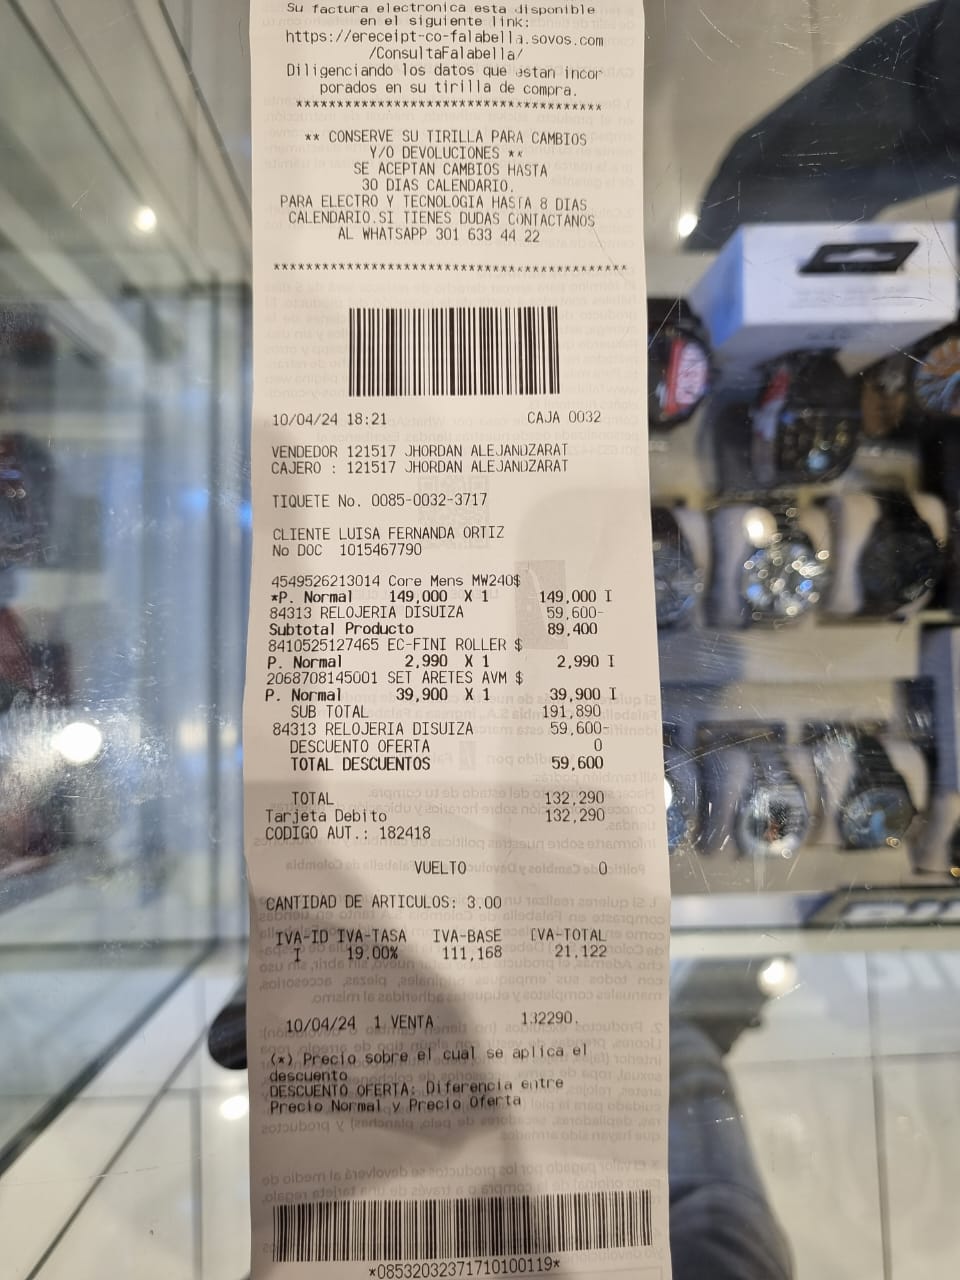 Su factura electronica esta disponible
en el siguiente link:
https://ereceipt-co-falabella.sovos.com
/ConsultaFalabella/
Diligenciando los datos que estan incor
porados en su tirilla de compra.
****************************************
** CONSERVE SU TIRILLA PARA CAMBIOS
Y/O DEVOLUCIONES **
SE ACEPTAN CAMBIOS HASTA
30 DIAS CALENDARIO.
PARA ELECTRO Y TECNOLOGIA HASTA 8 DIAS
CALENDARIO.SI TIENES DUDAS CONTACTANOS
AL WHATSAPP 301 633 44 22
********************************************
10/04/24 18:21 CAJA 0032
VENDEDOR 121517 JHORDAN ALEJANDZARAT
CAJERO : 121517 JHORDAN ALEJANDZARAT
TIQUETE No. 0085-0032-3717
CLIENTE LUISA FERNANDA ORTIZ
No DOC 1015467790
4549526213014 Core Mens MW240$
*P. Normal 149,000 X 1 149,000 I
84313 RELOJERIA DISUIZA 59,600-
Subtotal Producto 89,400
8410525127465 EC-FINI ROLLER $
P. Normal 2,990 X 1 2,990 I
2068708145001 SET ARETES AVM $
P. Normal 39,900 X 1 39,900 I
SUB TOTAL 191,890
84313 RELOJERIA DISUIZA 59,600-
DESCUENTO OFERTA 0
TOTAL DESCUENTOS 59,600
TOTAL 132,290
Tarjeta Debito 132,290
CODIGO AUT.: 182418
VUELTO 0
CANTIDAD DE ARTICULOS: 3.00
IVA-ID IVA-TASA IVA-BASE IVA-TOTAL
I 19.00% 111,168 21,122
10/04/24 1 VENTA 132290.
(*) Precio sobre el cual se aplica el
descuento
DESCUENTO OFERTA: Diferencia entre
Precio Normal y Precio Oferta
*08532032371710100119*